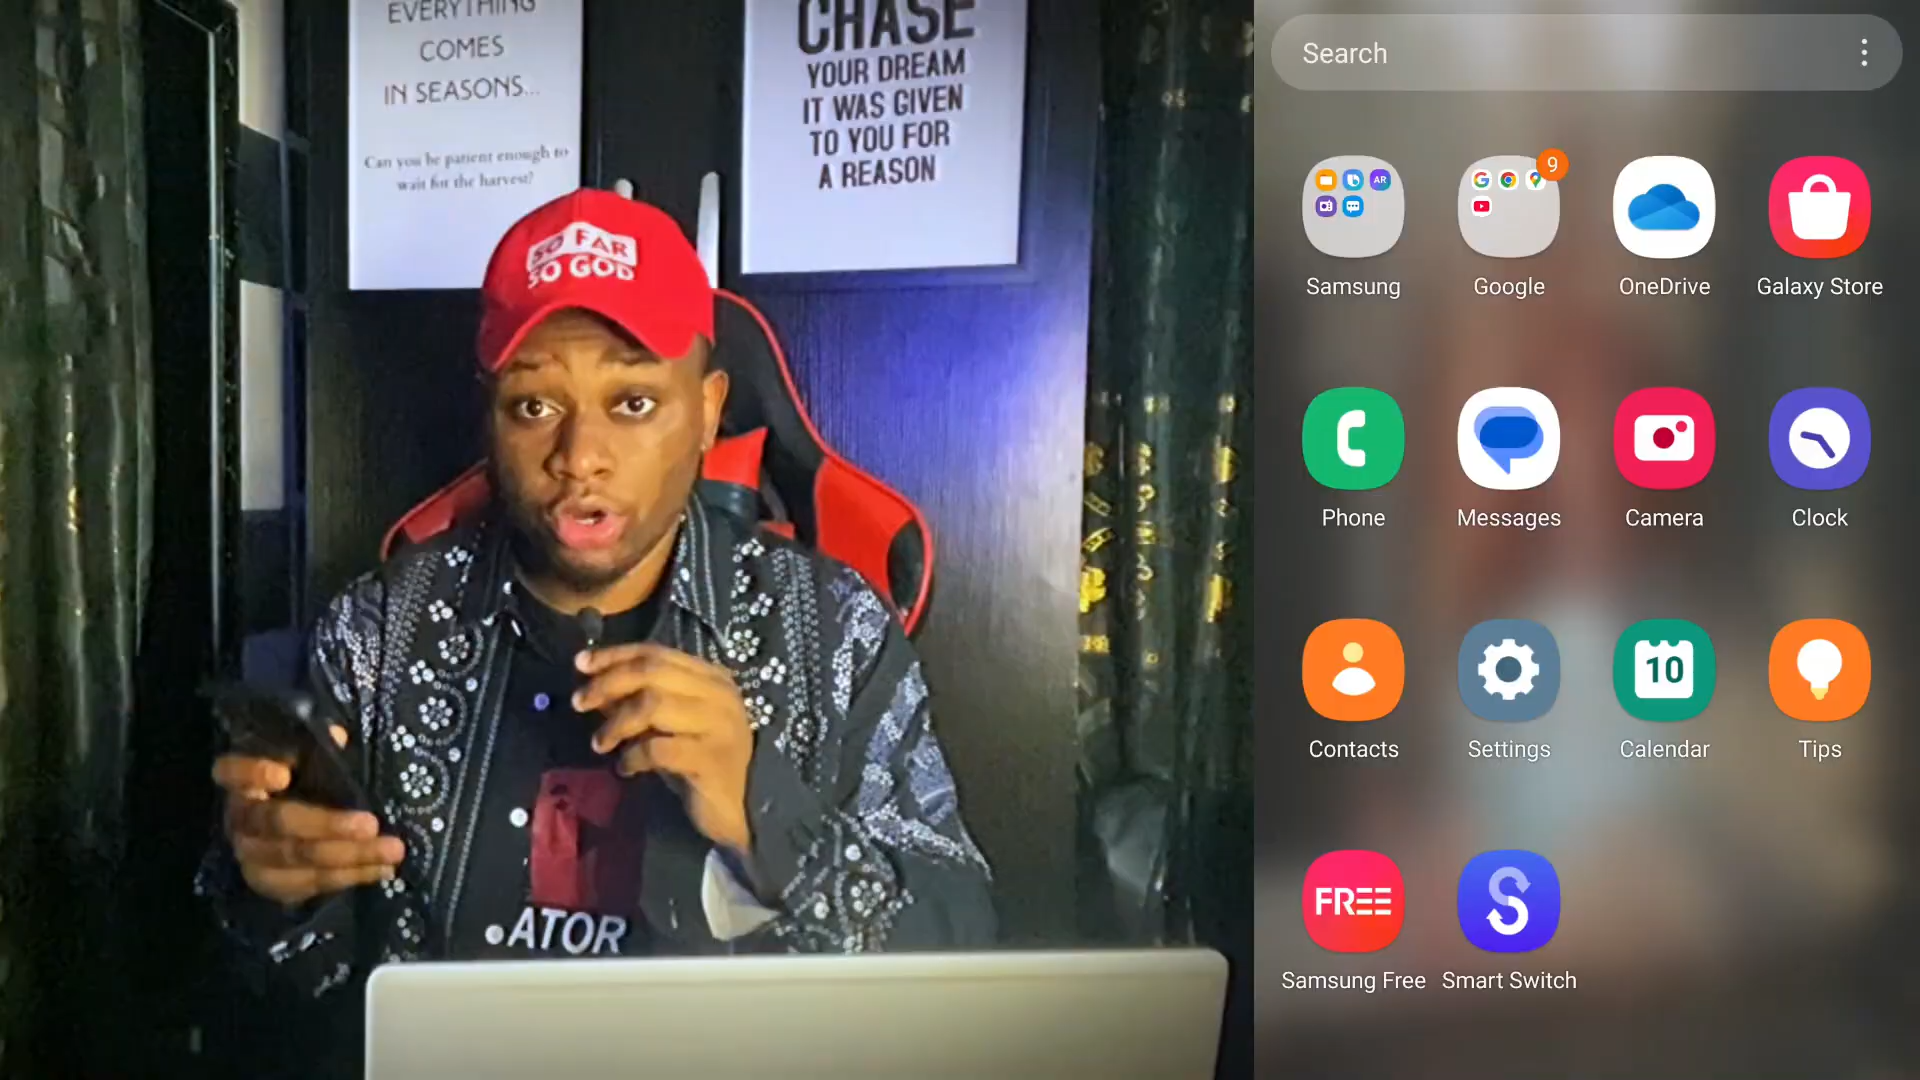 EVERYTHING
COMES
IN SEASONS...
Can you be patient enough to
wait for the harvest?
CHASE
YOUR DREAM
IT WAS GIVEN
TO YOU FOR
A REASON
SO FAR
SO GOD
ATOR
Search
9
AR
Samsung
Google
OneDrive
Galaxy Store
Phone
Messages
Camera
Clock
10
Contacts
Settings
Calendar
Tips
FREE
Samsung Free
Smart Switch